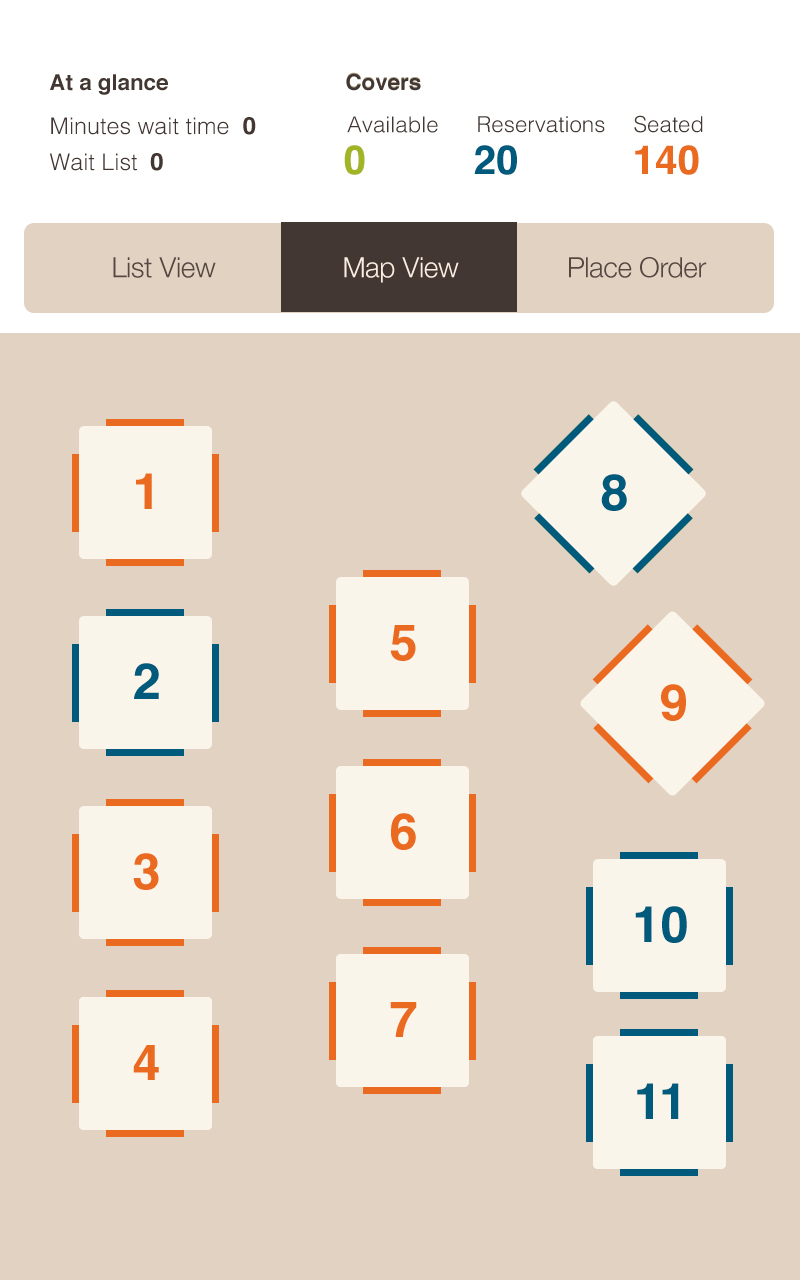 At a glance
Minutes wait time 0
Wait List 0
Covers
Available Reservations Seated
0 20 140
List View Map View Place Order
1
2
3
4
5
6
7
8
9
10
11